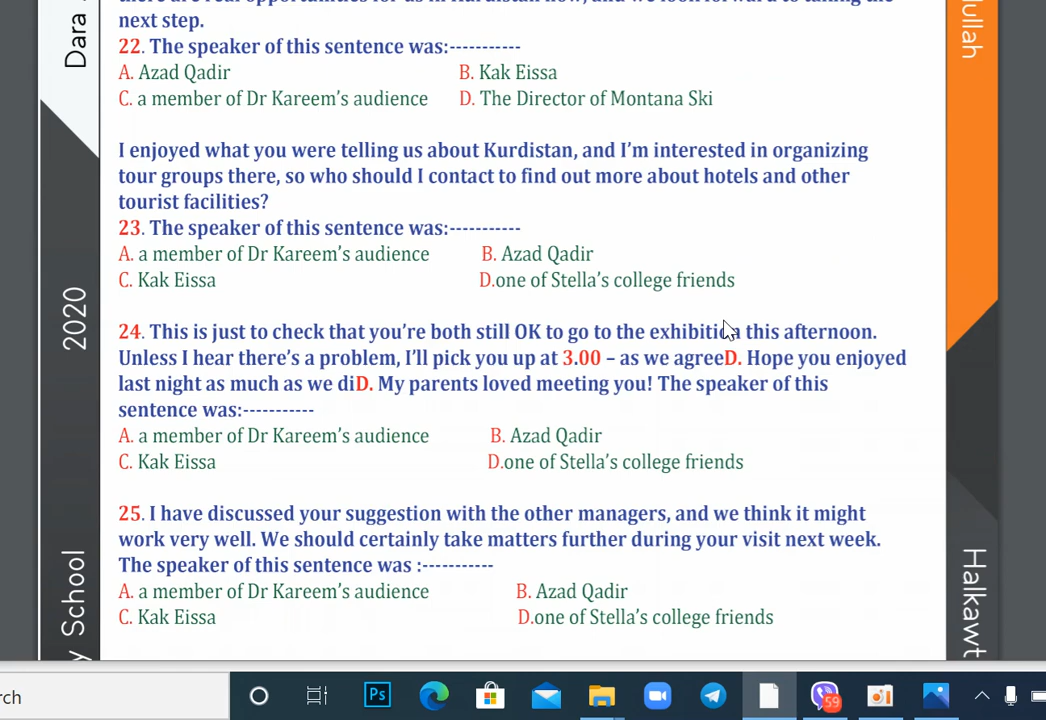 next step.
22. The speaker of this sentence was:-----------
A. Azad Qadir B. Kak Eissa
C. a member of Dr Kareem's audience D. The Director of Montana Ski
I enjoyed what you were telling us about Kurdistan, and I'm interested in organizing
tour groups there, so who should I contact to find out more about hotels and other
tourist facilities?
23. The speaker of this sentence was:-----------
A. a member of Dr Kareem's audience B. Azad Qadir
C. Kak Eissa D.one of Stella's college friends
24. This is just to check that you're both still OK to go to the exhibition this afternoon.
Unless I hear there's a problem, I'll pick you up at 3.00 – as we agreeD. Hope you enjoyed
last night as much as we diD. My parents loved meeting you! The speaker of this
sentence was:-----------
A. a member of Dr Kareem's audience B. Azad Qadir
C. Kak Eissa D.one of Stella's college friends
25. I have discussed your suggestion with the other managers, and we think it might
work very well. We should certainly take matters further during your visit next week.
The speaker of this sentence was :-----------
A. a member of Dr Kareem's audience B. Azad Qadir
C. Kak Eissa D.one of Stella's college friends
Dara
2020
School
ullah
Halkawt
rch
Ps
59